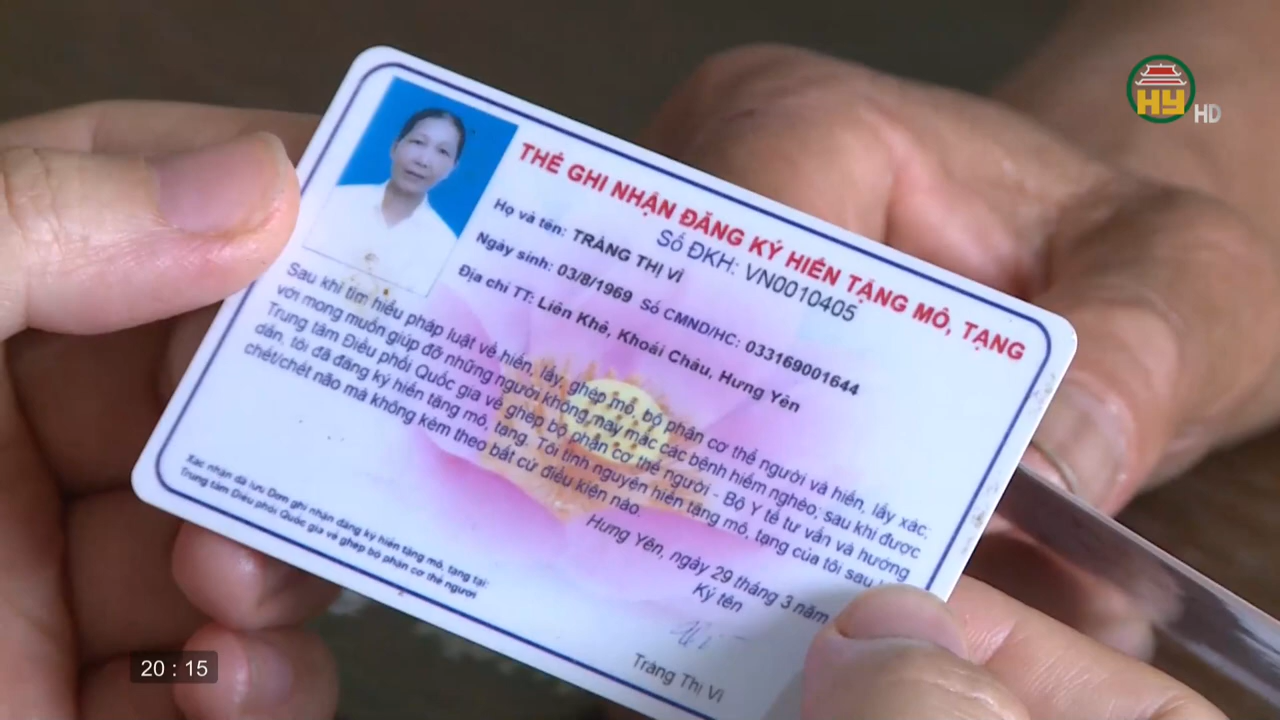 HY HD
THẺ GHI NHẬN ĐĂNG KÝ HIẾN TẶNG MÔ, TẠNG
Số ĐKH: VN0010405
Họ và tên: TRÀNG THỊ VÌ
Ngày sinh: 03/8/1969 Số CMND/HC: 033169001644
Địa chỉ TT: Liên Khê, Khoái Châu, Hưng Yên
Sau khi tìm hiểu pháp luật về hiến, lấy, ghép mô, bộ phận cơ thể người và hiến, lấy xác;
với mong muốn giúp đỡ những người không may mắc các bệnh hiểm nghèo; sau khi được
Trung tâm Điều phối Quốc gia về ghép bộ phận cơ thể người - Bộ Y tế tư vấn và hướng
dẫn, tôi đã đăng ký hiến tặng mô, tạng. Tôi tình nguyện hiến tặng mô, tạng của tôi sau
chết/chết não mà không kèm theo bất cứ điều kiện nào.
Hưng Yên, ngày 29 tháng 3 năm
Ký tên
Xác nhận đã lưu Đơn ghi nhận đăng ký hiến tặng mô, tạng tại:
Trung tâm Điều phối Quốc gia về ghép bộ phận cơ thể người
Tràng Thị Vì
20 : 15